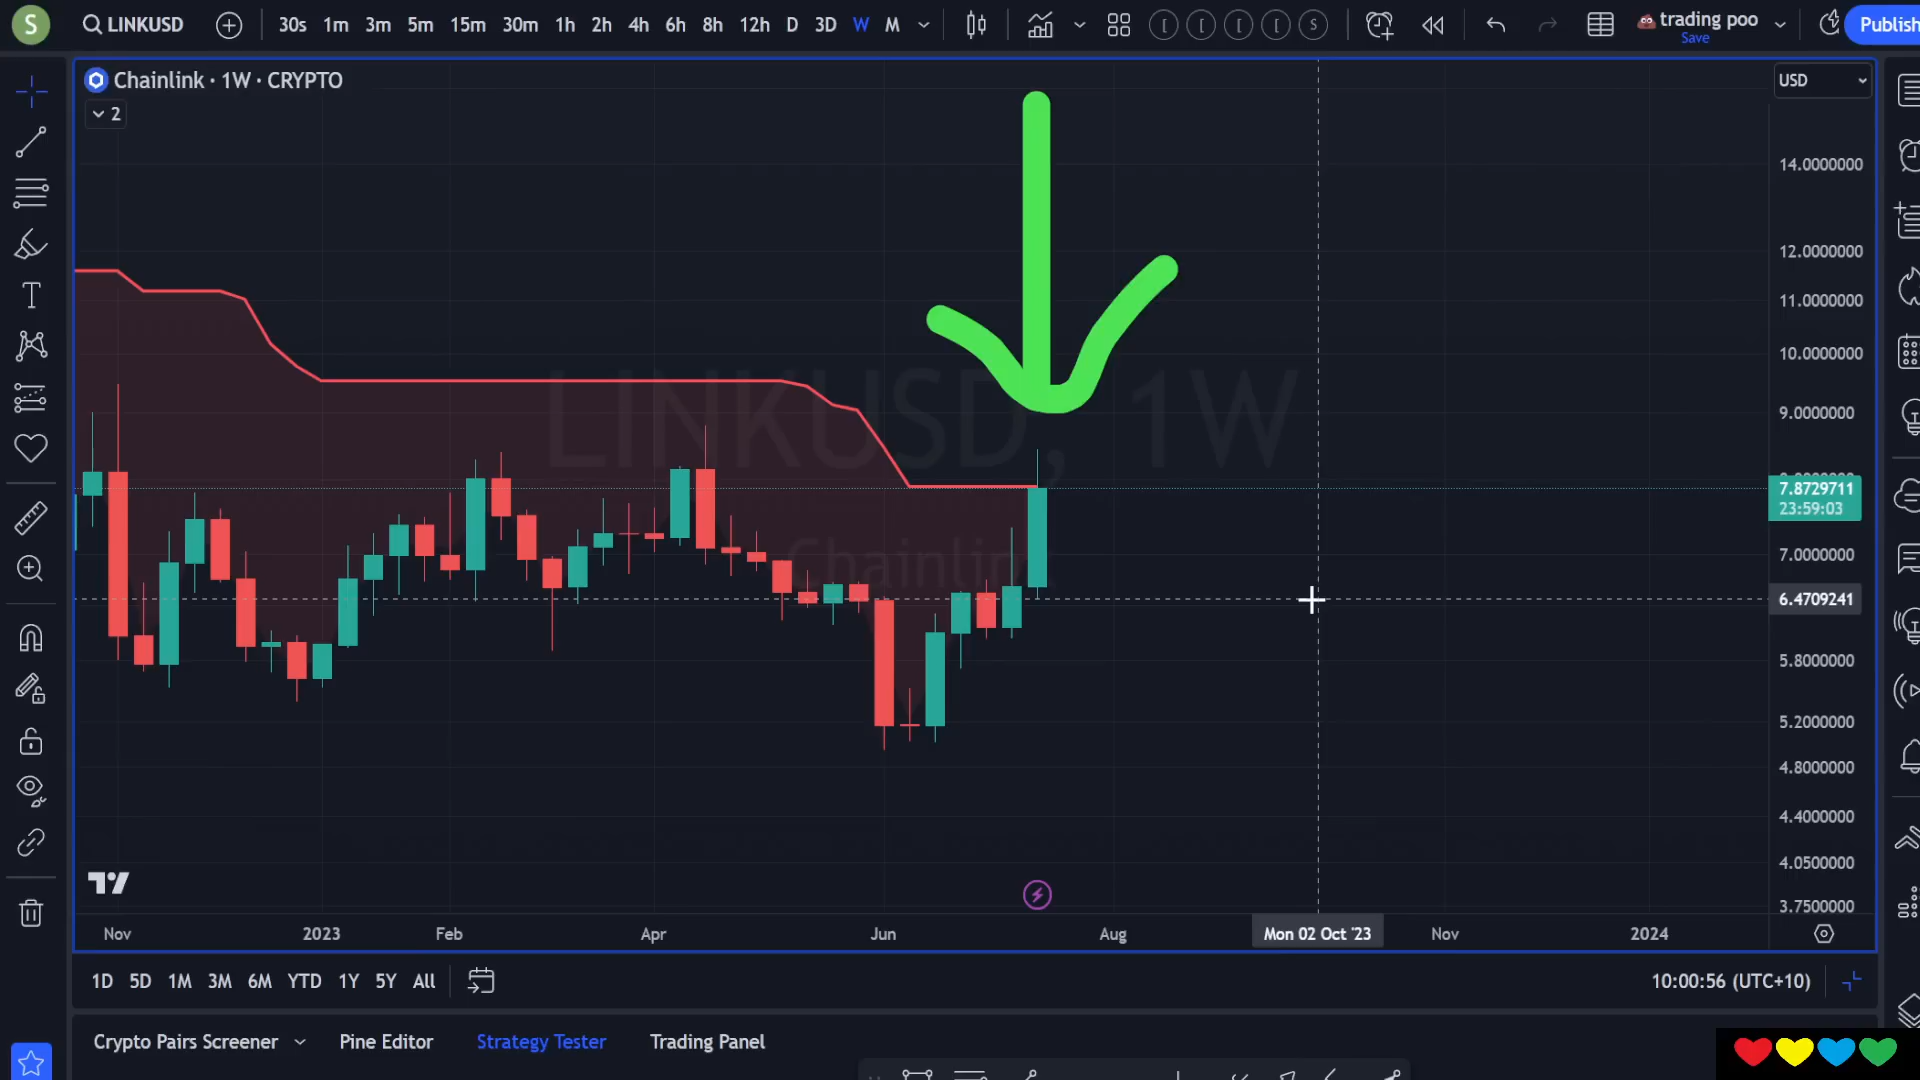 S
LINKUSD
30s 1m 3m 5m 15m 30m 1h 2h 4h 6h 8h 12h D 3D W M
[ [ [ [ S
trading poo
Save
Publish
Chainlink · 1W · CRYPTO
2
USD
14.0000000
12.0000000
11.0000000
10.0000000
9.0000000
7.8729711
23:59:03
7.0000000
6.4709241
5.8000000
5.2000000
4.8000000
4.4000000
4.0500000
3.7500000
LINKUSD, 1W
Chainlink
Nov 2023 Feb Apr Jun Aug Mon 02 Oct '23 Nov 2024
1D 5D 1M 3M 6M YTD 1Y 5Y All
10:00:56 (UTC+10)
Crypto Pairs Screener Pine Editor Strategy Tester Trading Panel